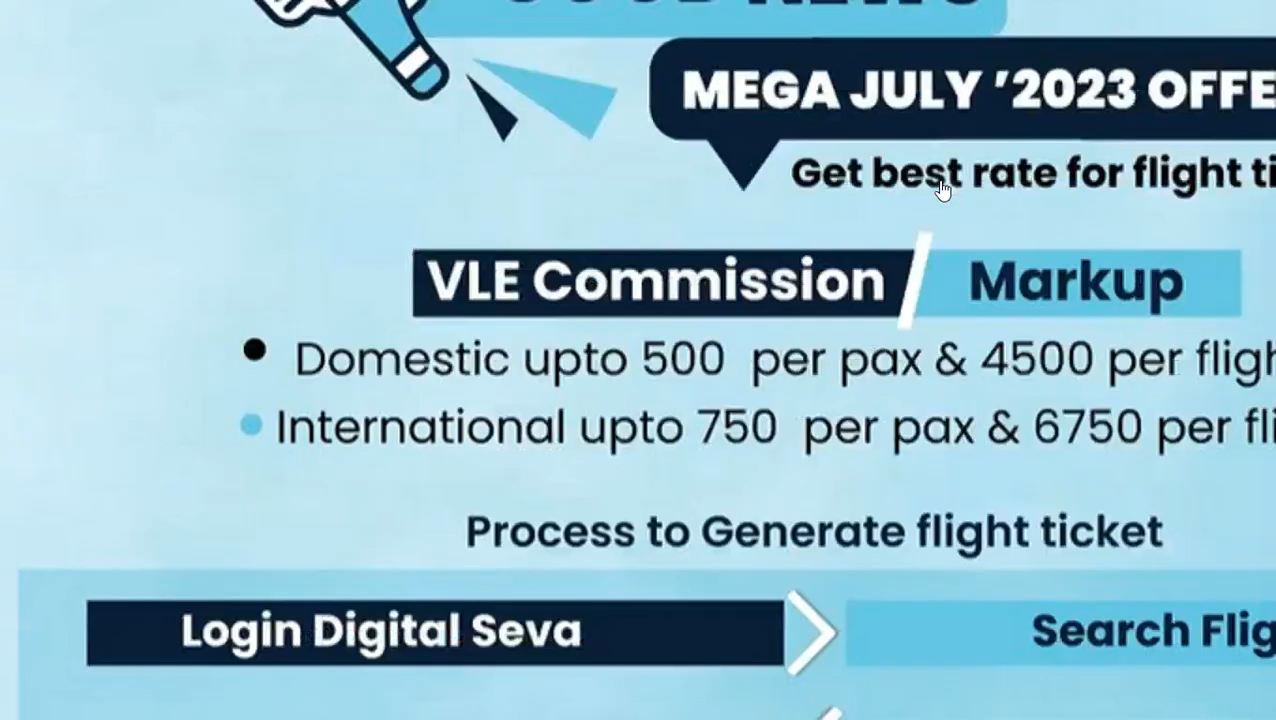 NEWS
MEGA JULY '2023 OFFE
Get best rate for flight ti
VLE Commission / Markup
Domestic upto 500 per pax & 4500 per fligh
International upto 750 per pax & 6750 per fli
Process to Generate flight ticket
Login Digital Seva
Search Flig